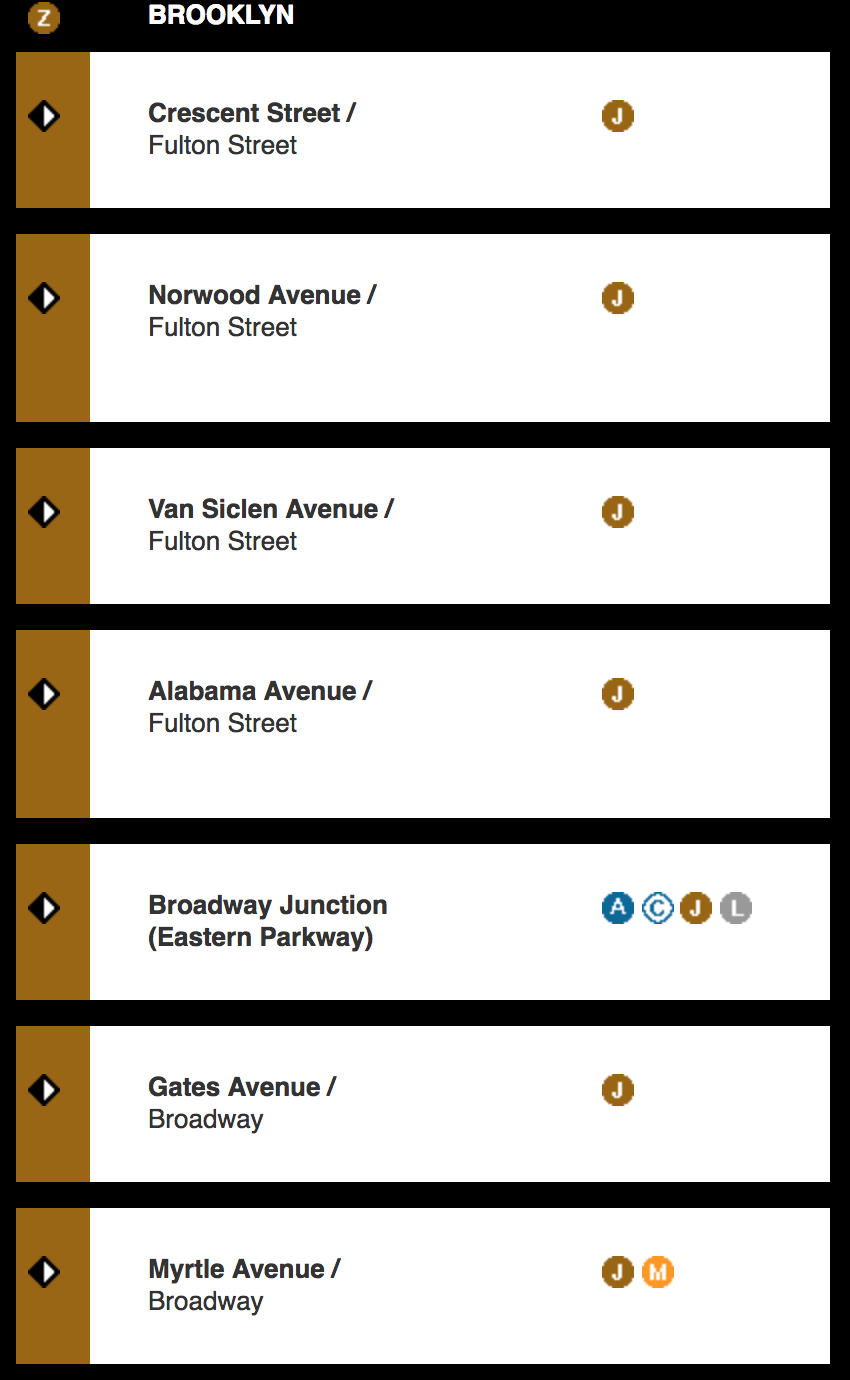 Z BROOKLYN
Crescent Street / J
Fulton Street
Norwood Avenue / J
Fulton Street
Van Siclen Avenue / J
Fulton Street
Alabama Avenue / J
Fulton Street
Broadway Junction A C J L
(Eastern Parkway)
Gates Avenue / J
Broadway
Myrtle Avenue / J M
Broadway